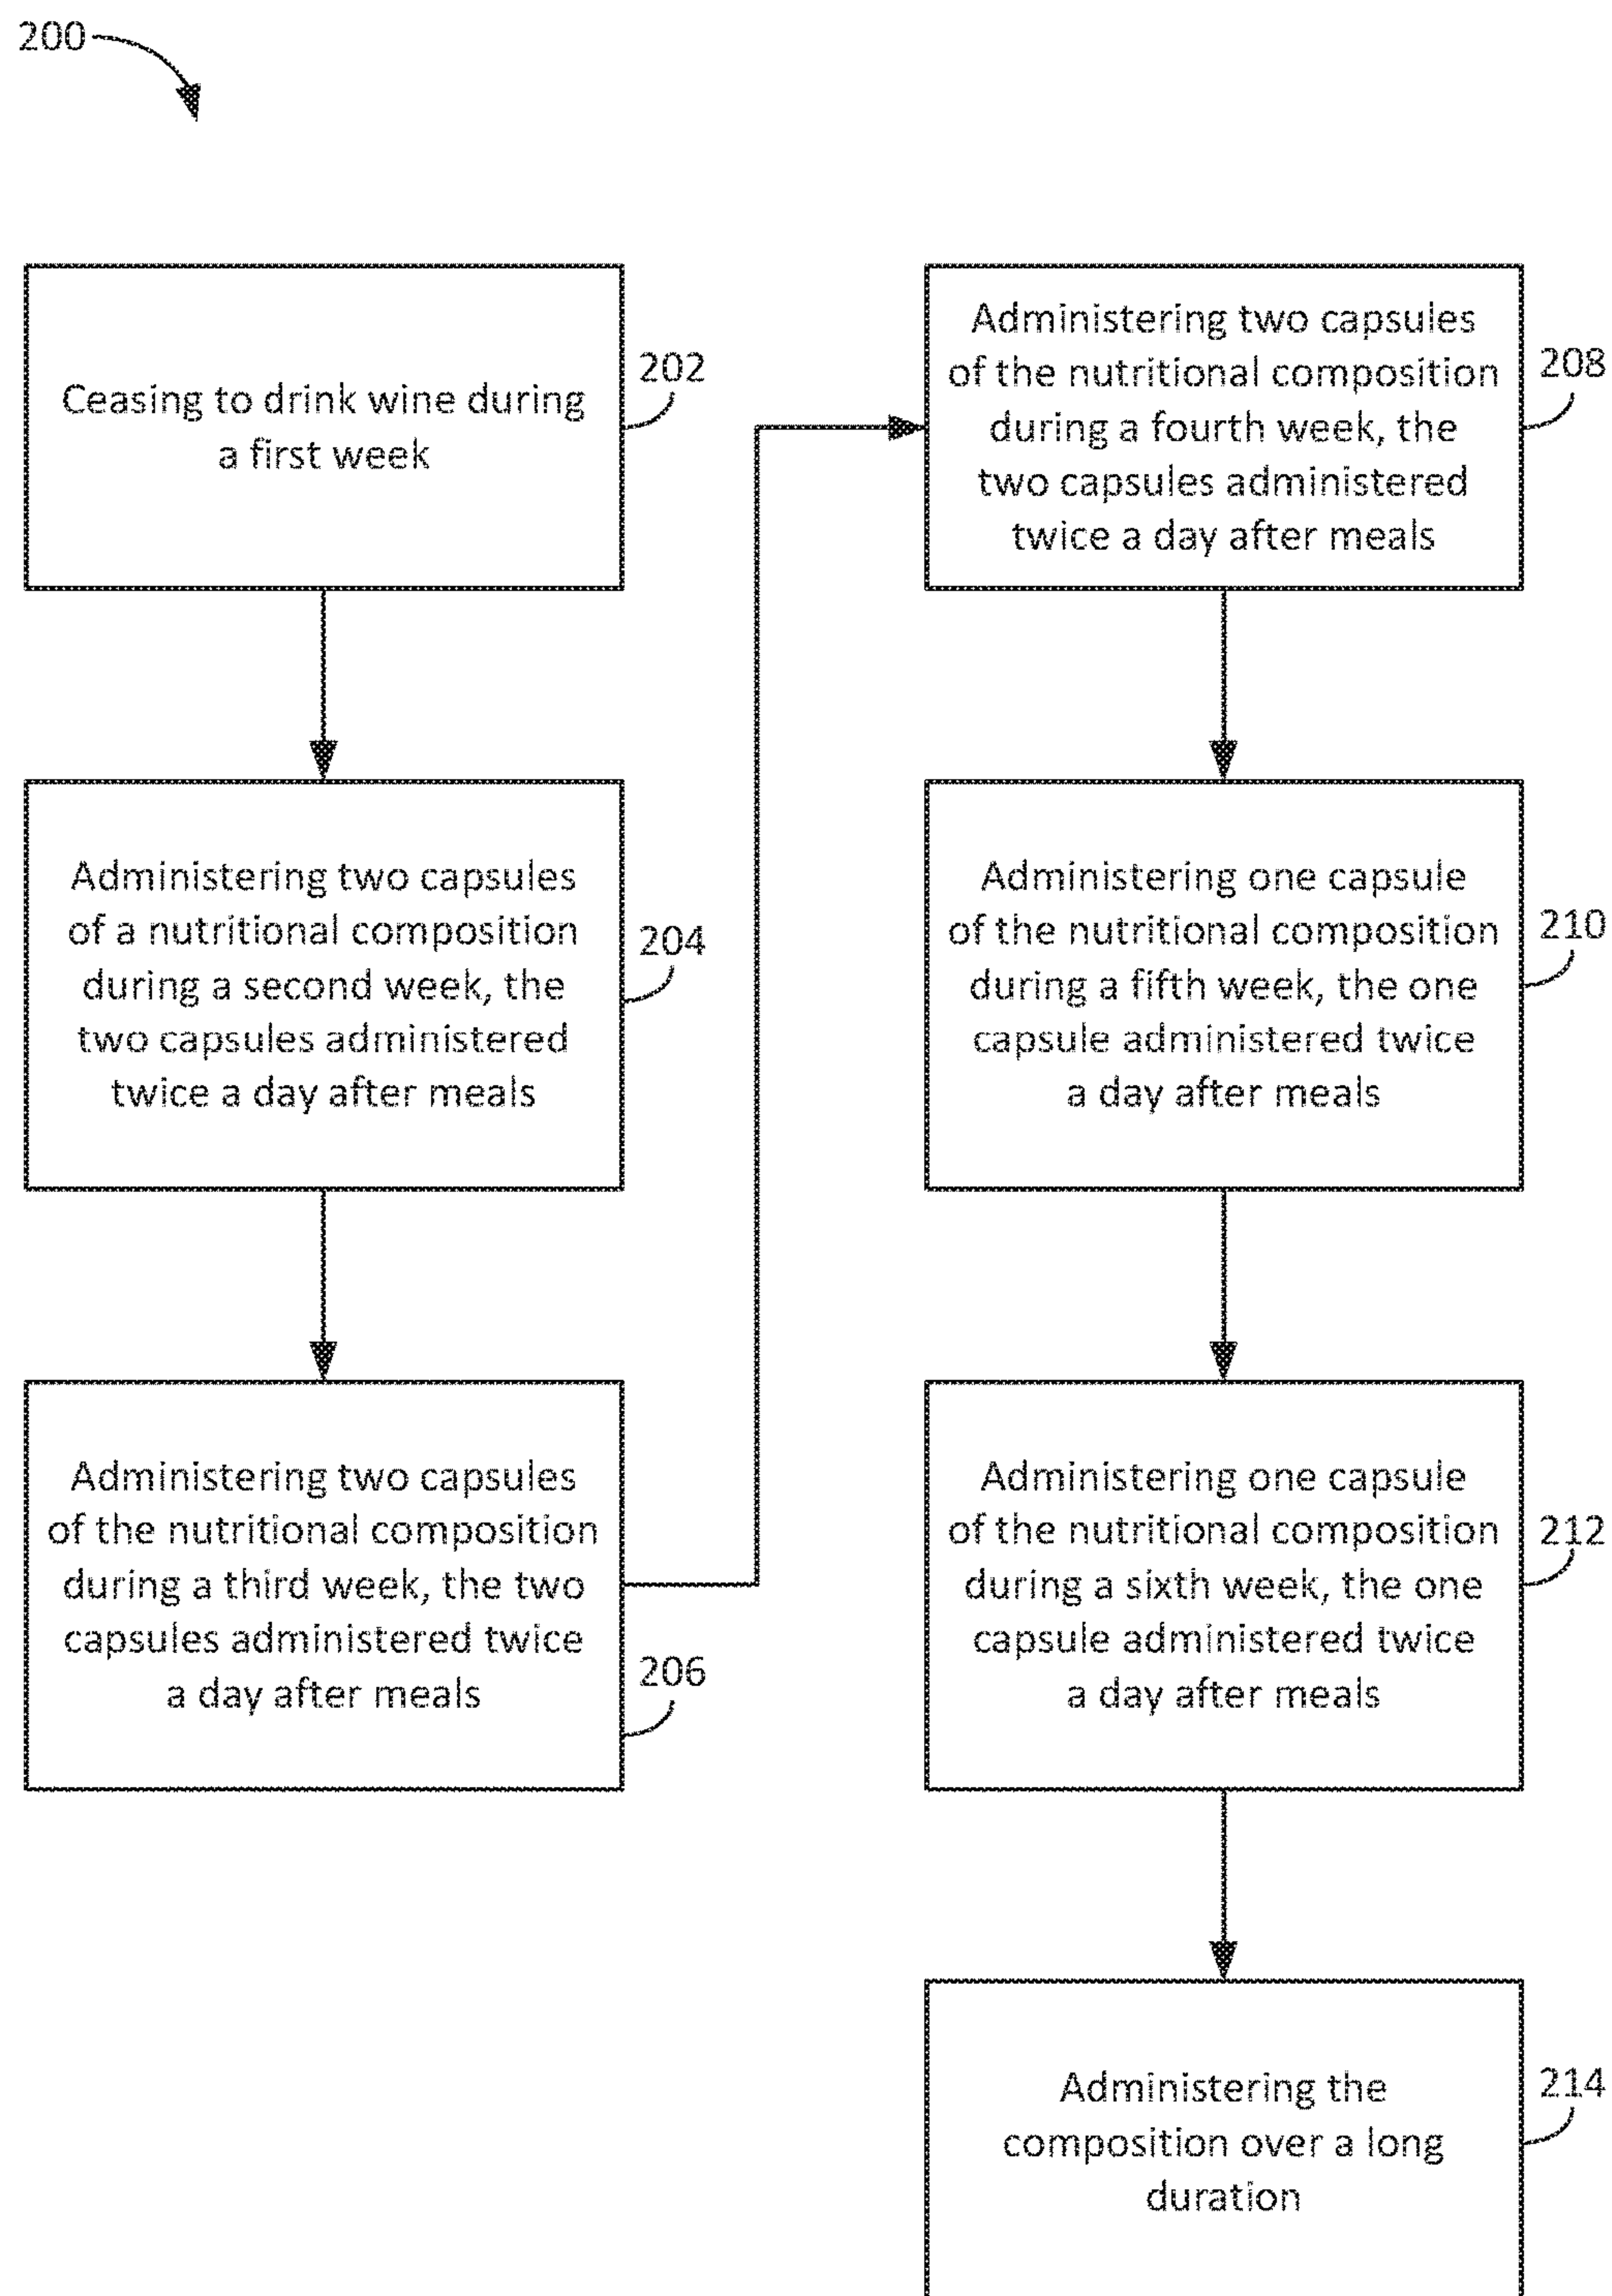 200
Ceasing to drink wine during
a first week
202
Administering two capsules
of a nutritional composition
during a second week, the
two capsules administered
twice a day after meals
204
Administering two capsules
of the nutritional composition
during a third week, the two
capsules administered twice
a day after meals
206
Administering two capsules
of the nutritional composition
during a fourth week, the
two capsules administered
twice a day after meals
208
Administering one capsule
of the nutritional composition
during a fifth week, the one
capsule administered twice
a day after meals
210
Administering one capsule
of the nutritional composition
during a sixth week, the one
capsule administered twice
a day after meals
212
Administering the
composition over a long
duration
214